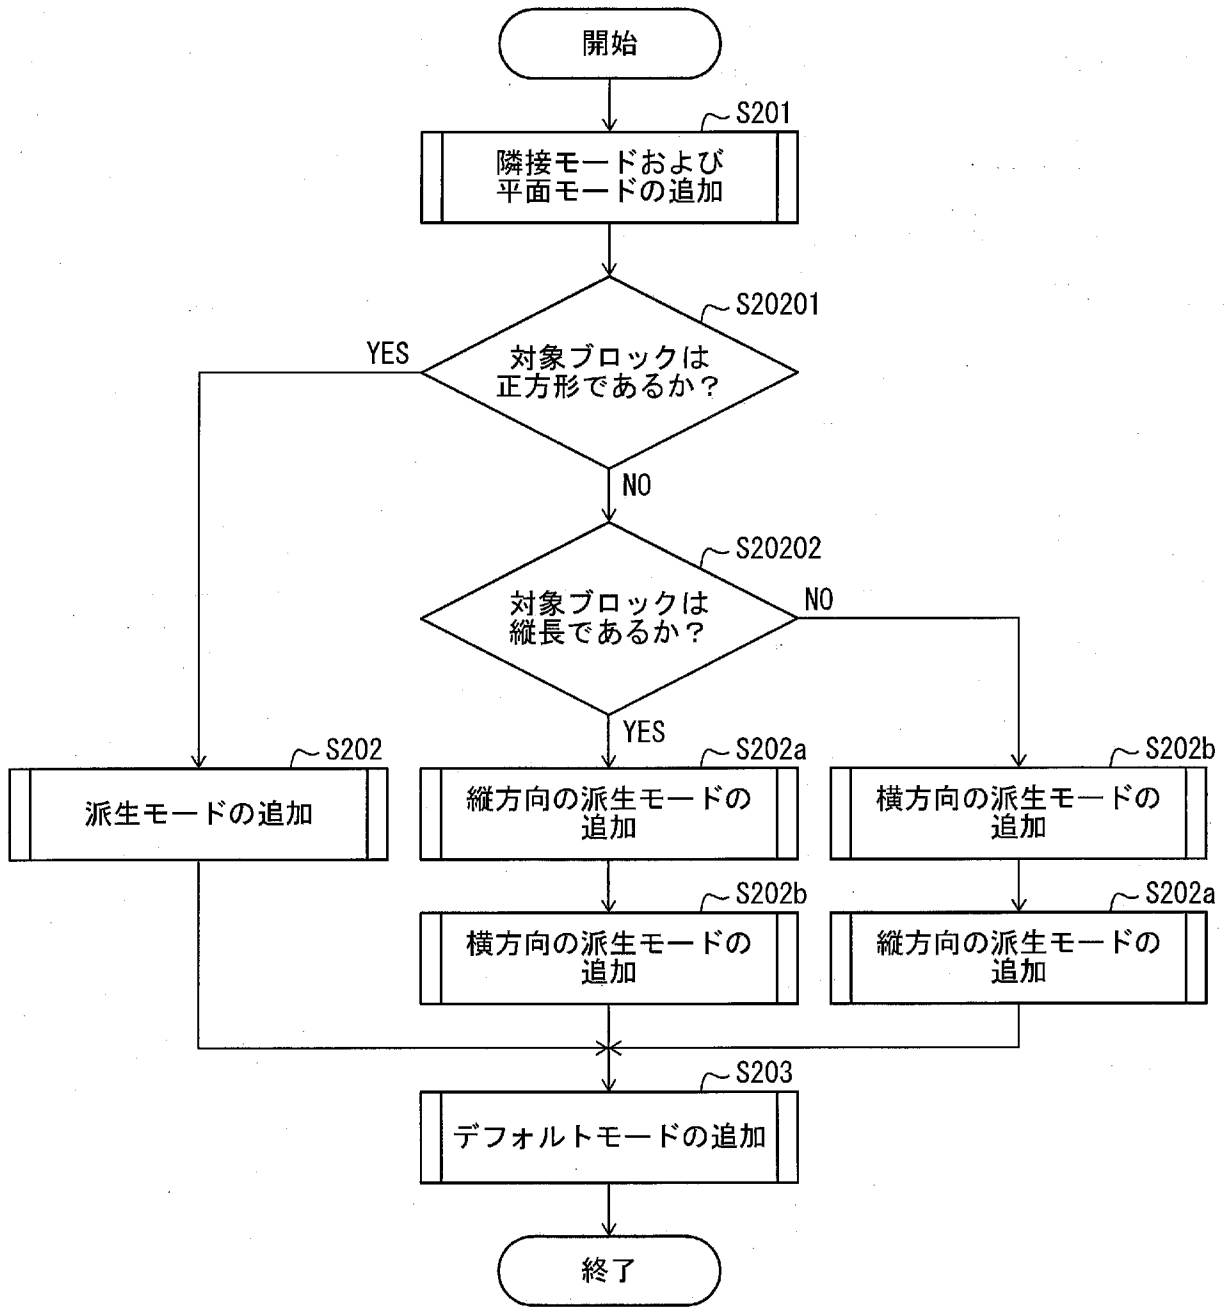 開始
S201
隣接モードおよび
平面モードの追加
S20201
対象ブロックは
正方形であるか？
YES
NO
S20202
対象ブロックは
縦長であるか？
NO
YES
S202
派生モードの追加
S202a
縦方向の派生モードの
追加
S202b
横方向の派生モードの
追加
S202b
横方向の派生モードの
追加
S202a
縦方向の派生モードの
追加
S203
デフォルトモードの追加
終了